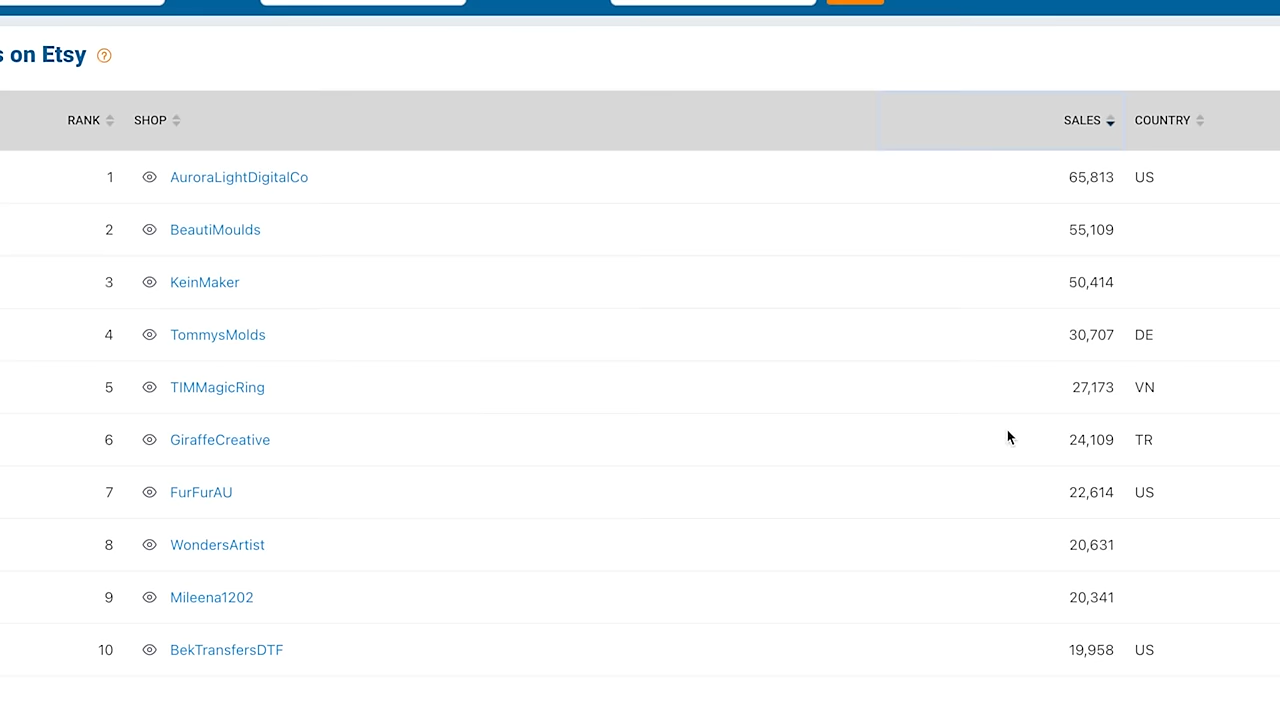 s on Etsy
RANK SHOP SALES COUNTRY
1 AuroraLightDigitalCo 65,813 US
2 BeautiMoulds 55,109
3 KeinMaker 50,414
4 TommysMolds 30,707 DE
5 TIMMagicRing 27,173 VN
6 GiraffeCreative 24,109 TR
7 FurFurAU 22,614 US
8 WondersArtist 20,631
9 Mileena1202 20,341
10 BekTransfersDTF 19,958 US